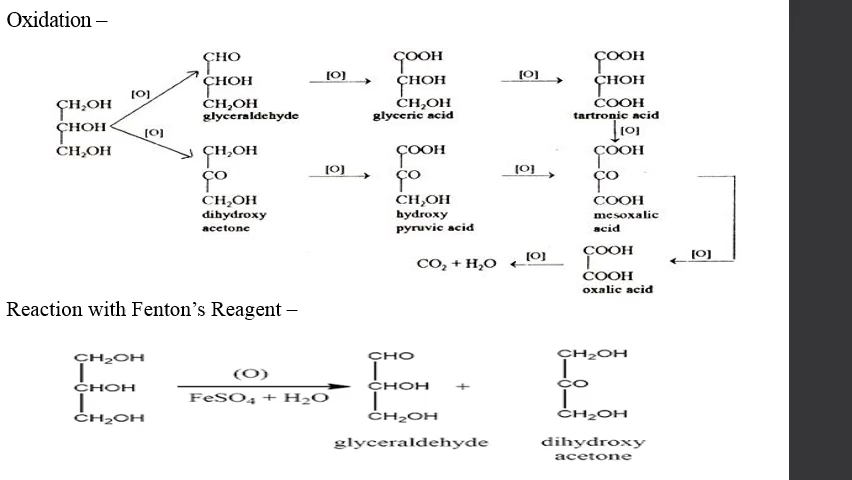 Oxidation –
CHO COOH COOH
CHOH [O] CHOH [O] CHOH
CH₂OH [O] CH₂OH CH₂OH COOH
glyceraldehyde glyceric acid tartronic acid
CHOH [O] [O]
CH₂OH CH₂OH COOH COOH
CO [O] CO [O] CO
CH₂OH CH₂OH COOH
dihydroxy hydroxy mesoxalic
acetone pyruvic acid acid
CO₂ + H₂O [O] COOH [O]
COOH
oxalic acid
Reaction with Fenton’s Reagent –
CH₂OH CHO CH₂OH
(O)
CHOH CHOH + CO
FeSO₄ + H₂O
CH₂OH CH₂OH CH₂OH
glyceraldehyde dihydroxy
acetone